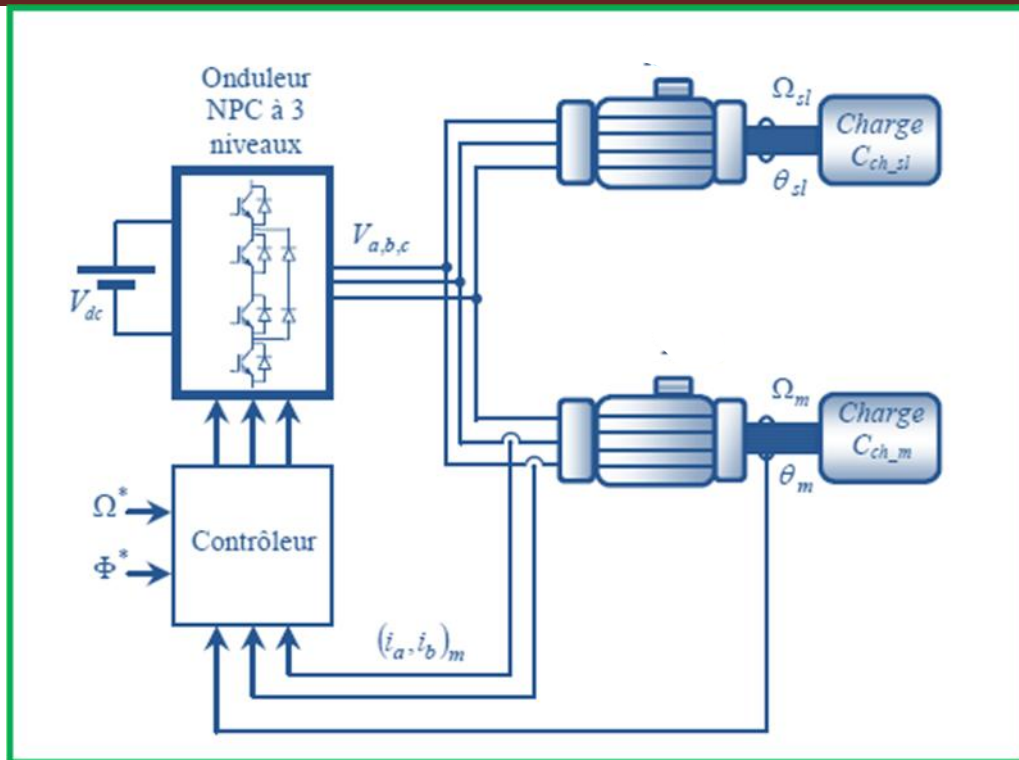 Onduleur
NPC à 3
niveaux
V_dc
V_a,b,c
Ω_sl
θ_sl
Charge
C_ch_sl
Ω_m
θ_m
Charge
C_ch_m
Ω*
Φ*
Contrôleur
(i_a, i_b)_m